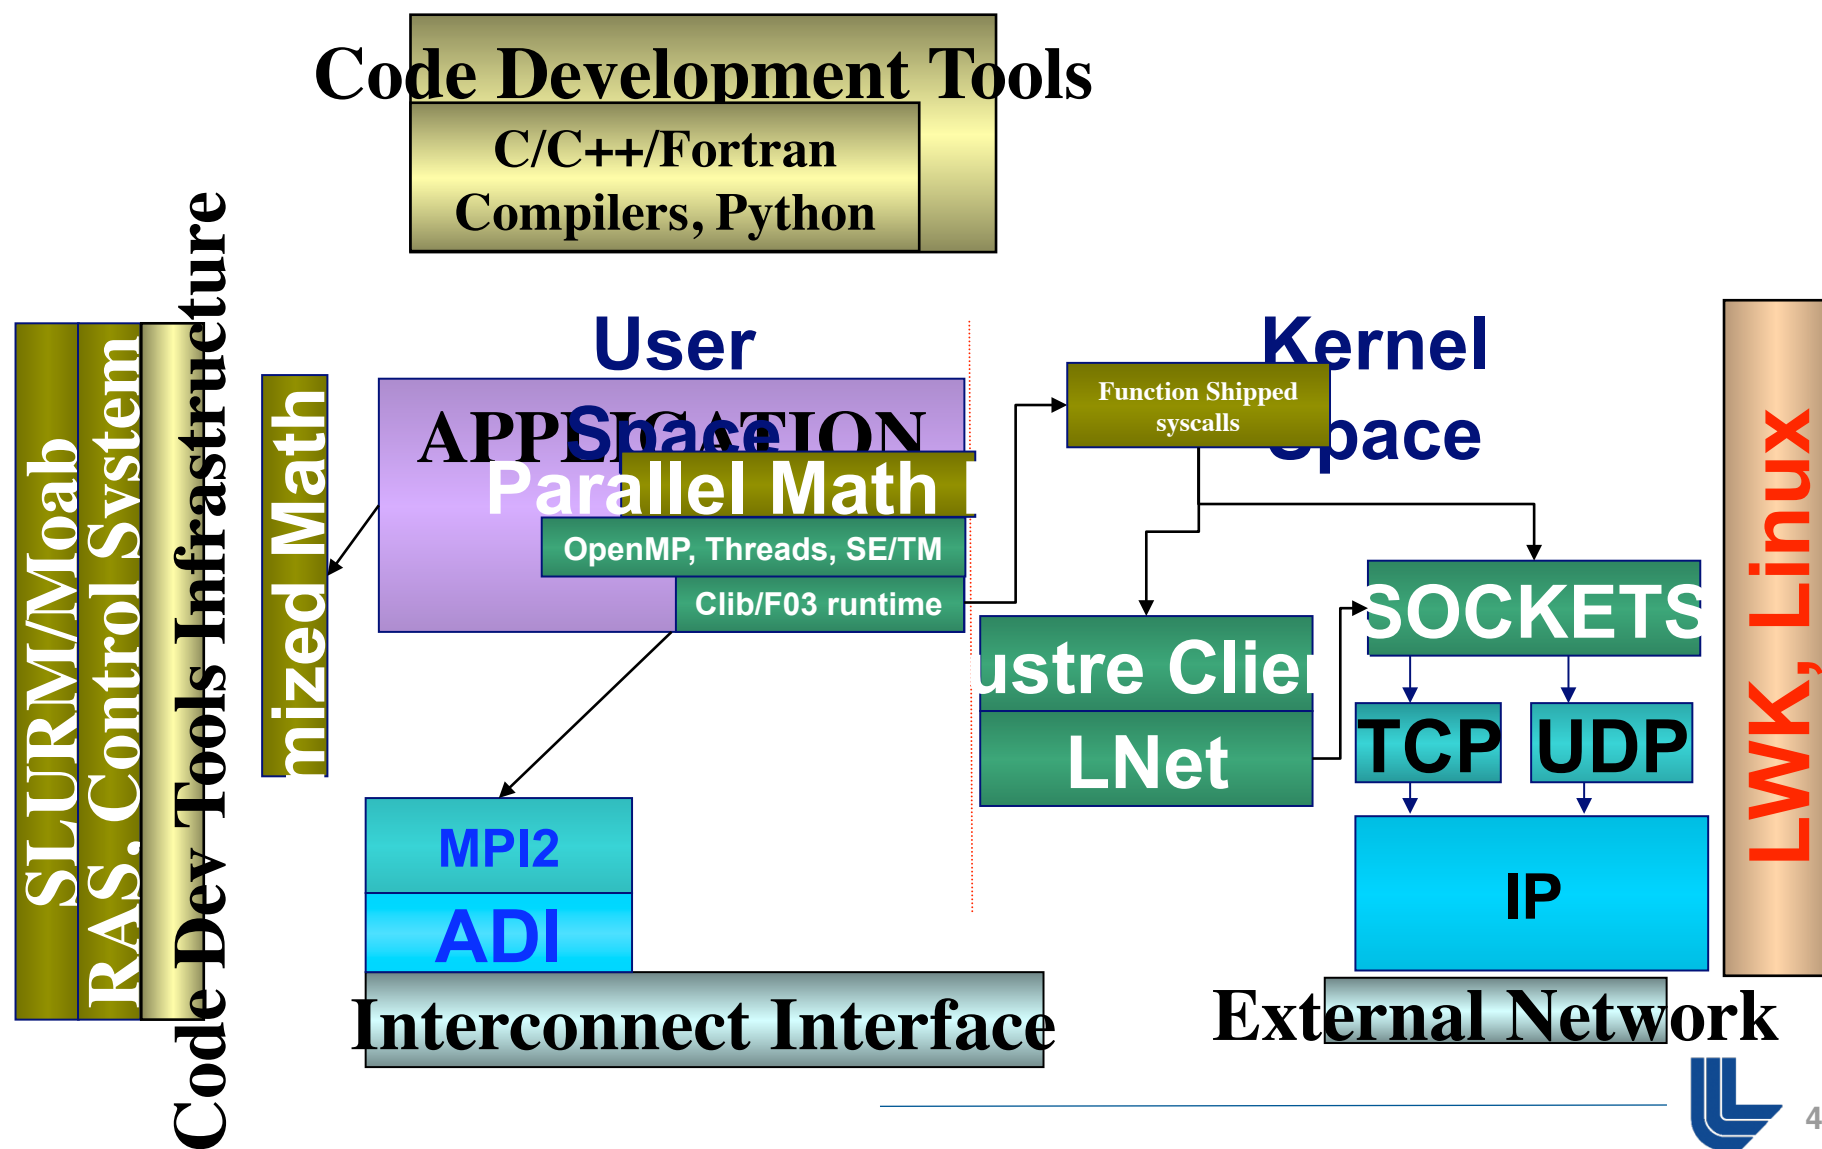 Code Development Tools
C/C++/Fortran
Compilers, Python
User
Space
Kernel
Space
APPLICATION
Parallel Math
OpenMP, Threads, SE/TM
Clib/F03 runtime
Function Shipped
syscalls
SLURM/Moab
RAS, Control System
Code Dev Tools Infrastructure
mized Math
ustre Clien
LNet
SOCKETS
TCP
UDP
IP
MPI2
ADI
Interconnect Interface
External Network
LWK, Linux
4